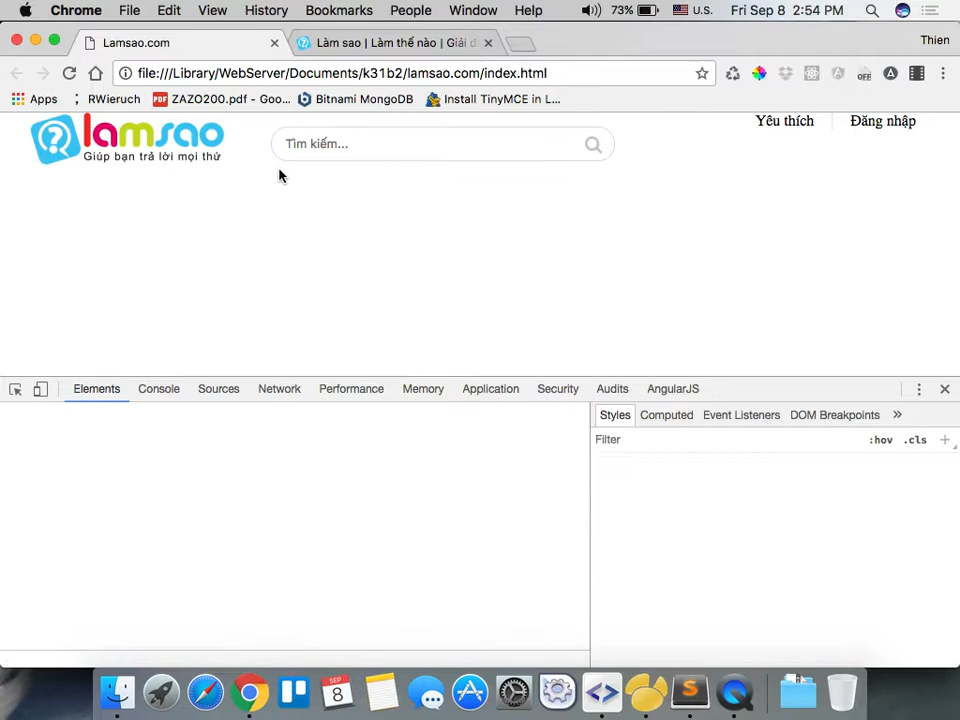 Chrome File Edit View History Bookmarks People Window Help 73% U.S. Fri Sep 8 2:54 PM
Lamsao.com Làm sao | Làm thế nào | Giải đ Thien
file:///Library/WebServer/Documents/k31b2/lamsao.com/index.html OFF
Apps RWieruch PDF ZAZO200.pdf - Goo... Bitnami MongoDB Install TinyMCE in L...
lamsao
Giúp bạn trả lời mọi thứ
Tìm kiếm...
Yêu thích Đăng nhập
Elements Console Sources Network Performance Memory Application Security Audits AngularJS
Styles Computed Event Listeners DOM Breakpoints »
Filter :hov .cls +
SEP
8